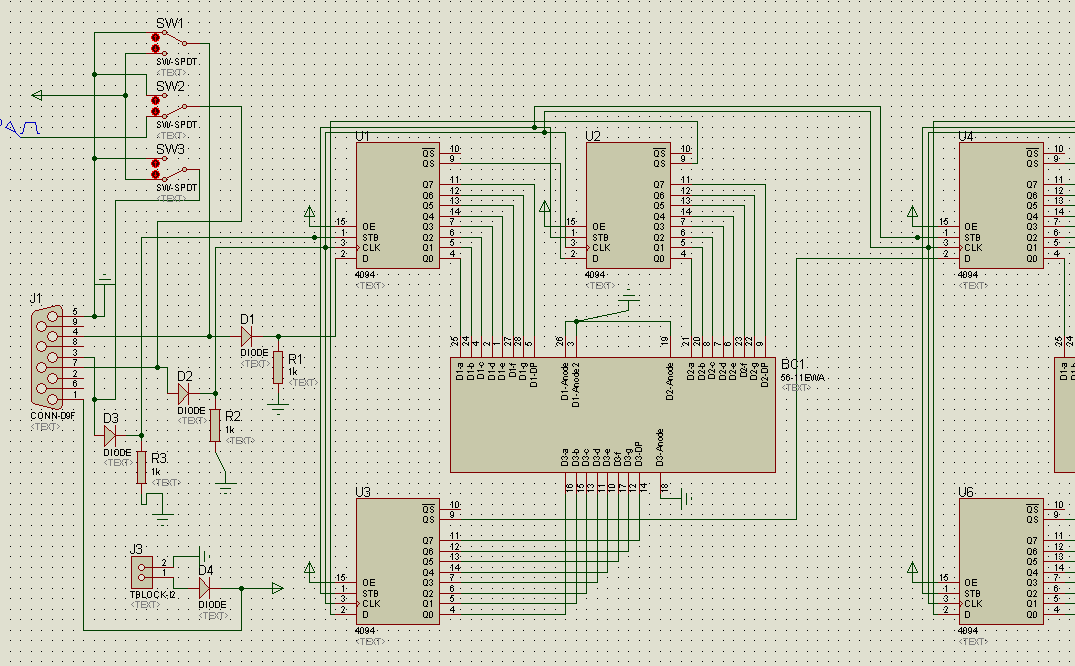 SW1
SW-SPDT
<TEXT>
SW2
SW-SPDT
<TEXT>
SW3
SW-SPDT
<TEXT>
J1
5
9
4
8
3
7
2
6
1
CONN-D9F
<TEXT>
D1
DIODE
<TEXT>
R1
1k
<TEXT>
D2
DIODE
<TEXT>
R2
1k
<TEXT>
D3
DIODE
<TEXT>
R3
1k
<TEXT>
J3
2
1
TBLOCK-I2
<TEXT>
D4
DIODE
<TEXT>
U1
15 OE
1 STB
3 CLK
2 D
QS 10
QS 9
Q7 11
Q6 12
Q5 13
Q4 14
Q3 7
Q2 6
Q1 5
Q0 4
4094
<TEXT>
U2
15 OE
1 STB
3 CLK
2 D
QS 10
QS 9
Q7 11
Q6 12
Q5 13
Q4 14
Q3 7
Q2 6
Q1 5
Q0 4
4094
<TEXT>
U4
15 OE
1 STB
3 CLK
2 D
QS 10
QS 9
Q7 11
Q6 12
Q5 13
Q4 14
Q3 7
Q2 6
Q1 5
Q0 4
4094
<TEXT>
25 D1-a
24 D1-b
4 D1-c
2 D1-d
1 D1-e
27 D1-f
28 D1-g
5 D1-DP
26 D1-Anode
3 D1-Anode2
19 D2-Anode
21 D2-a
20 D2-b
8 D2-c
7 D2-d
6 D2-e
23 D2-f
22 D2-g
9 D2-DP
BC1
56-11EWA
<TEXT>
D3-a 16
D3-b 15
D3-c 13
D3-d 11
D3-e 10
D3-f 17
D3-g 12
D3-DP 14
D3-Anode 18
25 D1-a
24
U3
15 OE
1 STB
3 CLK
2 D
QS 10
QS 9
Q7 11
Q6 12
Q5 13
Q4 14
Q3 7
Q2 6
Q1 5
Q0 4
4094
<TEXT>
U6
15 OE
1 STB
3 CLK
2 D
QS 10
QS 9
Q7 11
Q6 12
Q5 13
Q4 14
Q3 7
Q2 6
Q1 5
Q0 4
4094
<TEXT>